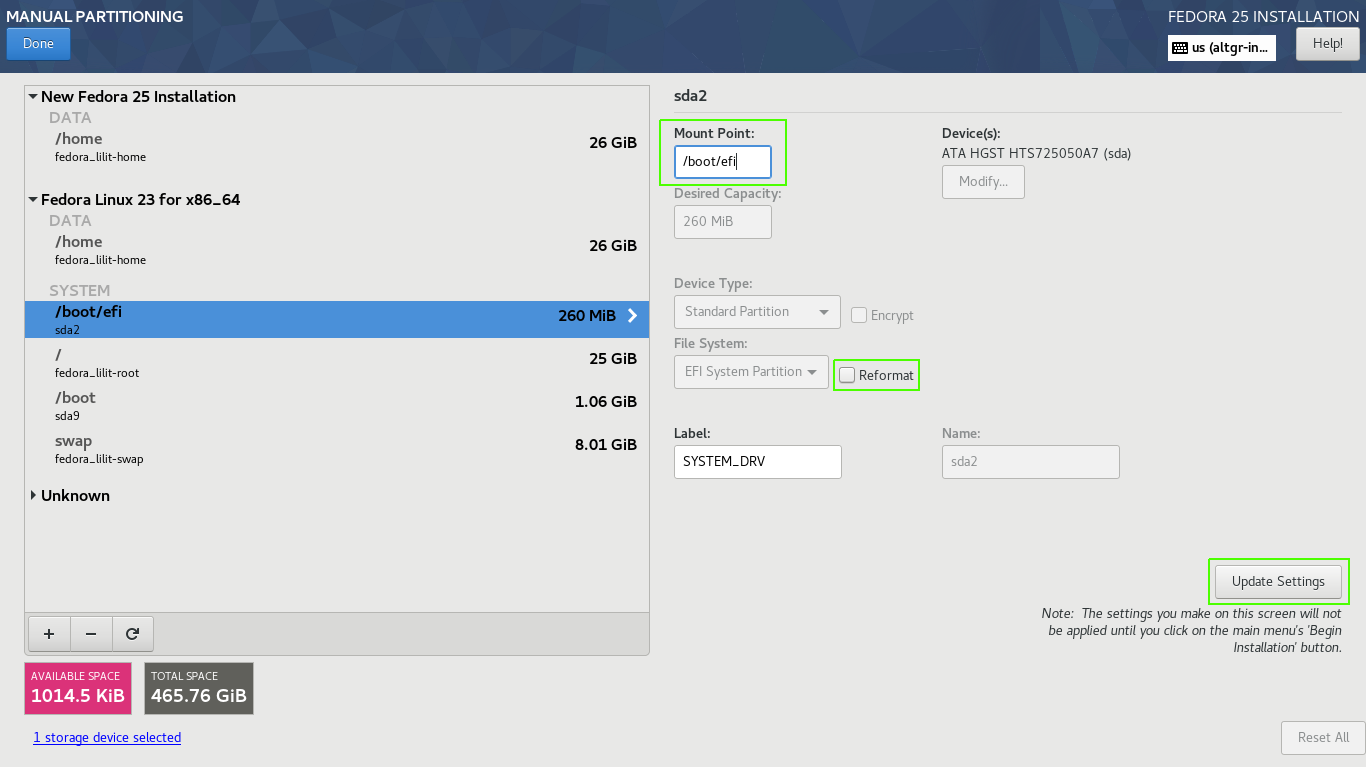 MANUAL PARTITIONING
FEDORA 25 INSTALLATION
Done
us (altgr-in...
Help!
New Fedora 25 Installation
DATA
/home
26 GiB
fedora_lilit-home
Fedora Linux 23 for x86_64
DATA
/home
26 GiB
fedora_lilit-home
SYSTEM
/boot/efi
260 MiB
sda2
/
25 GiB
fedora_lilit-root
/boot
1.06 GiB
sda9
swap
8.01 GiB
fedora_lilit-swap
Unknown
AVAILABLE SPACE
1014.5 KiB
TOTAL SPACE
465.76 GiB
1 storage device selected
sda2
Mount Point:
/boot/efi
Device(s):
ATA HGST HTS725050A7 (sda)
Modify...
Desired Capacity:
260 MiB
Device Type:
Standard Partition
Encrypt
File System:
EFI System Partition
Reformat
Label:
SYSTEM_DRV
Name:
sda2
Update Settings
Note: The settings you make on this screen will not
be applied until you click on the main menu's 'Begin
Installation' button.
Reset All